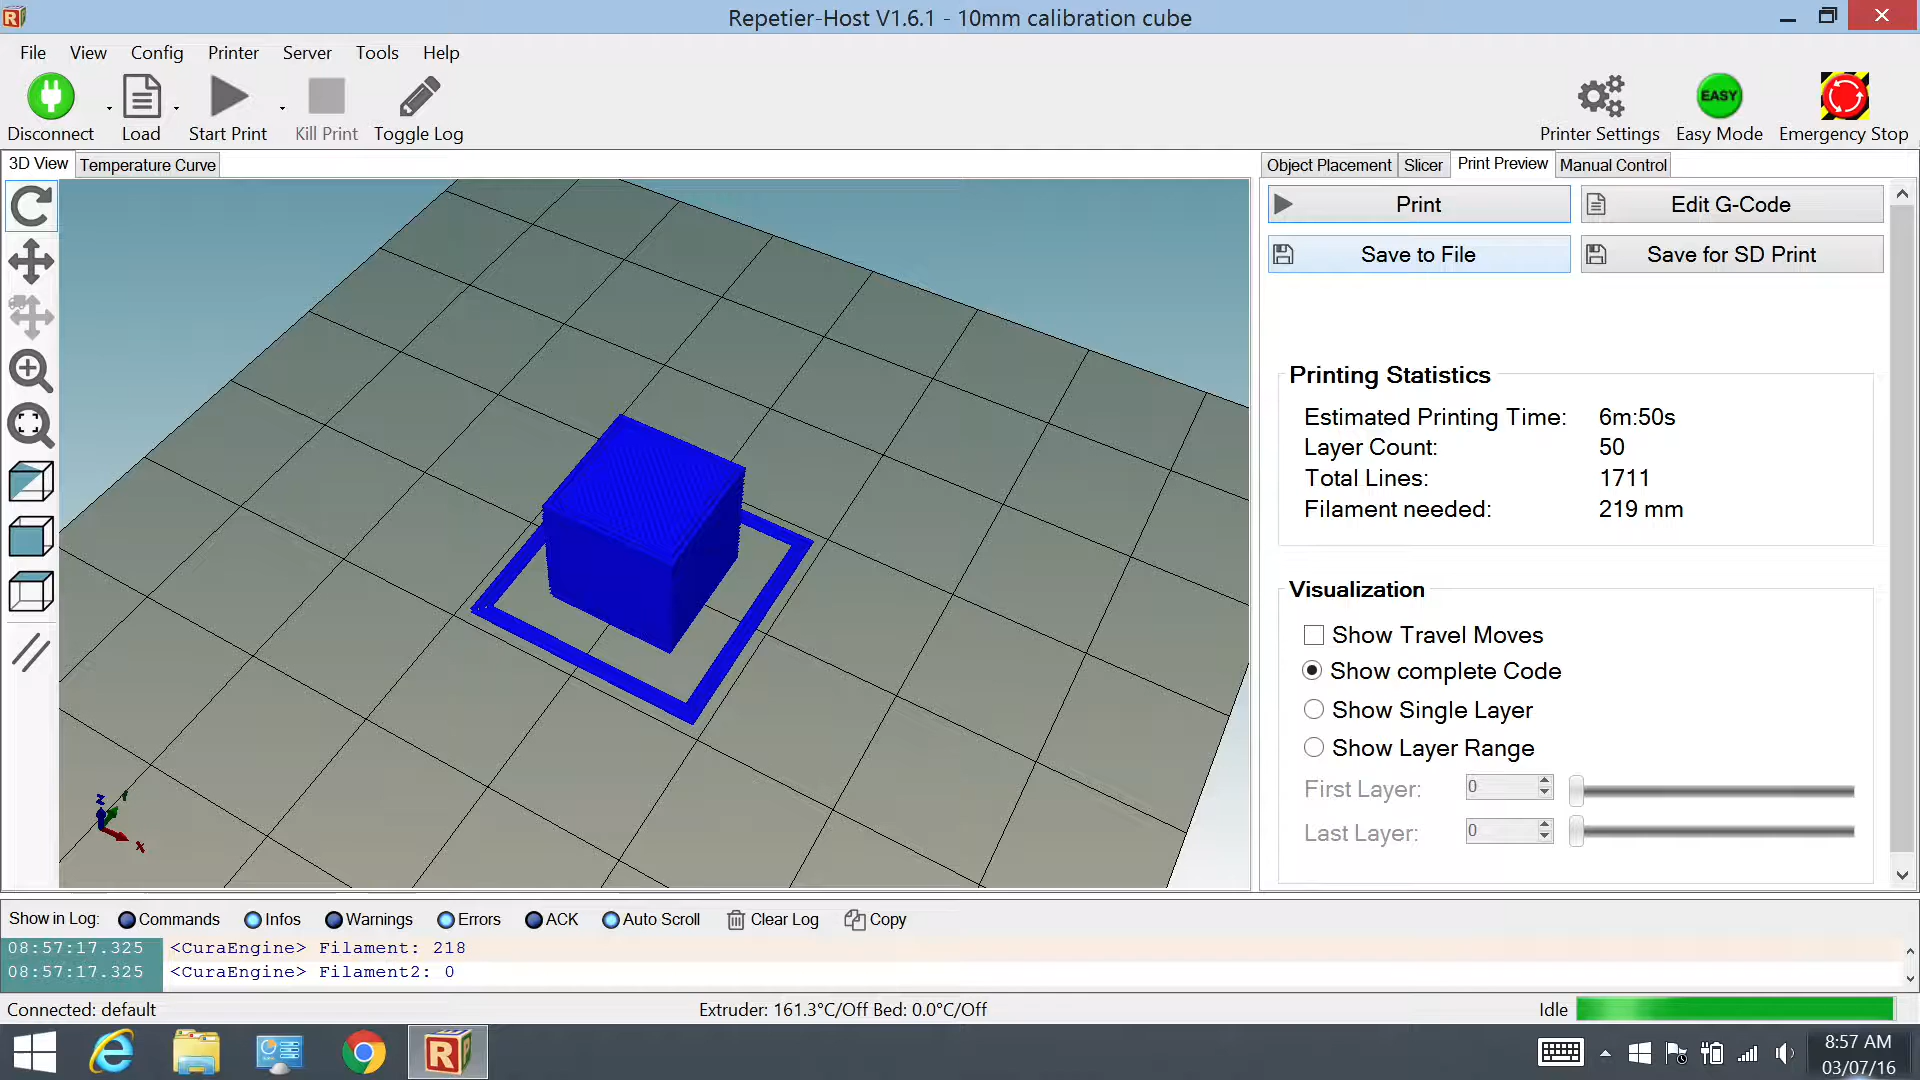 Repetier-Host V1.6.1 - 10mm calibration cube
File View Config Printer Server Tools Help
Disconnect Load Start Print Kill Print Toggle Log Printer Settings Easy Mode Emergency Stop
EASY
3D View Temperature Curve
Object Placement Slicer Print Preview Manual Control
Print Edit G-Code
Save to File Save for SD Print
Printing Statistics
Estimated Printing Time: 6m:50s
Layer Count: 50
Total Lines: 1711
Filament needed: 219 mm
Visualization
Show Travel Moves
Show complete Code
Show Single Layer
Show Layer Range
First Layer: 0
Last Layer: 0
Z Y
X
Show in Log: Commands Infos Warnings Errors ACK Auto Scroll Clear Log Copy
08:57:17.325 <CuraEngine> Filament: 218
08:57:17.325 <CuraEngine> Filament2: 0
Connected: default Extruder: 161.3°C/Off Bed: 0.0°C/Off Idle
8:57 AM
03/07/16